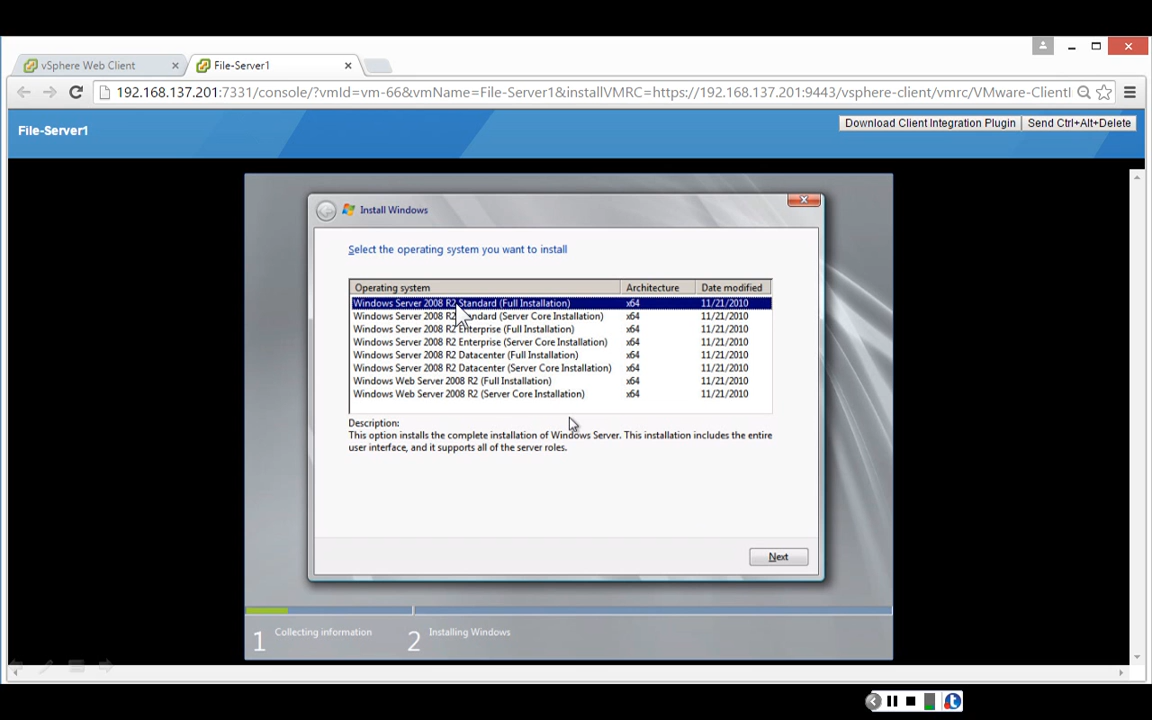 vSphere Web Client
File-Server1
192.168.137.201:7331/console/?vmId=vm-66&vmName=File-Server1&installVMRC=https://192.168.137.201:9443/vsphere-client/vmrc/VMware-ClientI
File-Server1
Download Client Integration Plugin
Send Ctrl+Alt+Delete
Install Windows
Select the operating system you want to install
Operating system Architecture Date modified
Windows Server 2008 R2 Standard (Full Installation) x64 11/21/2010
Windows Server 2008 R2 Standard (Server Core Installation) x64 11/21/2010
Windows Server 2008 R2 Enterprise (Full Installation) x64 11/21/2010
Windows Server 2008 R2 Enterprise (Server Core Installation) x64 11/21/2010
Windows Server 2008 R2 Datacenter (Full Installation) x64 11/21/2010
Windows Server 2008 R2 Datacenter (Server Core Installation) x64 11/21/2010
Windows Web Server 2008 R2 (Full Installation) x64 11/21/2010
Windows Web Server 2008 R2 (Server Core Installation) x64 11/21/2010
Description:
This option installs the complete installation of Windows Server. This installation includes the entire
user interface, and it supports all of the server roles.
Next
1 Collecting information
2 Installing Windows